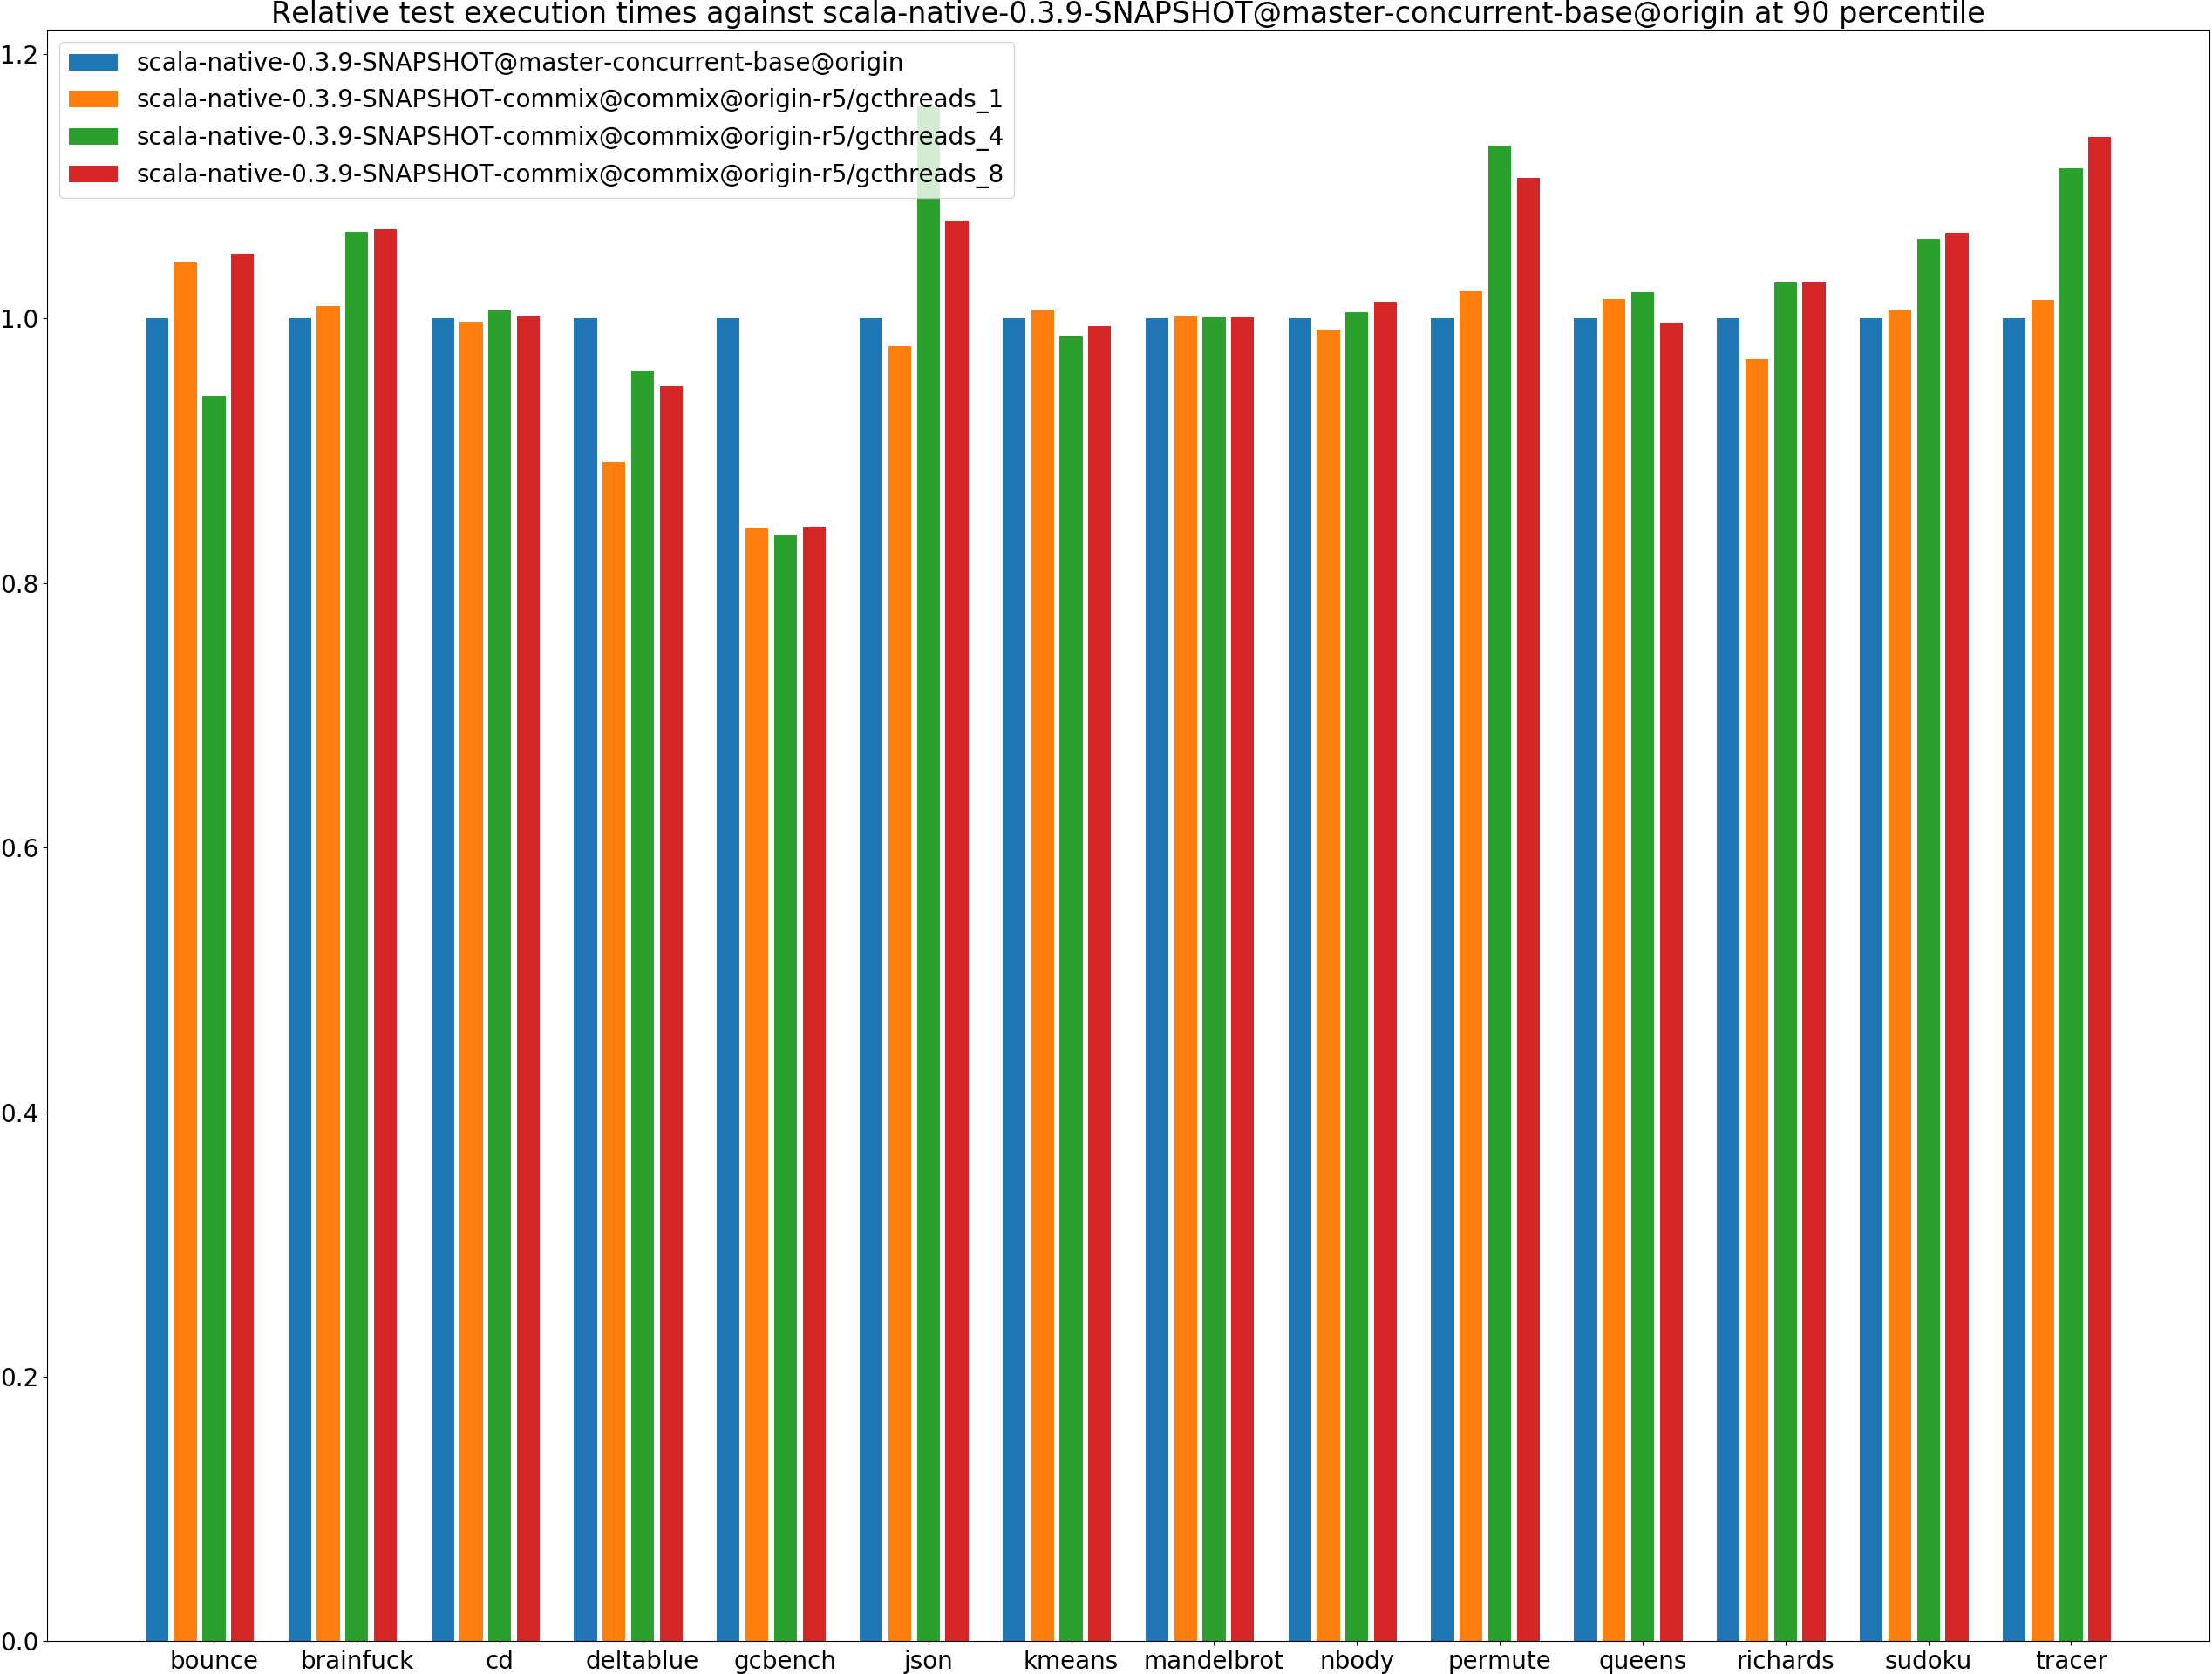 Relative test execution times against scala-native-0.3.9-SNAPSHOT@master-concurrent-base@origin at 90 percentile
scala-native-0.3.9-SNAPSHOT@master-concurrent-base@origin
scala-native-0.3.9-SNAPSHOT-commix@commix@origin-r5/gcthreads_1
scala-native-0.3.9-SNAPSHOT-commix@commix@origin-r5/gcthreads_4
scala-native-0.3.9-SNAPSHOT-commix@commix@origin-r5/gcthreads_8
1.2
1.0
0.8
0.6
0.4
0.2
0.0
bounce brainfuck cd deltablue gcbench json kmeans mandelbrot nbody permute queens richards sudoku tracer